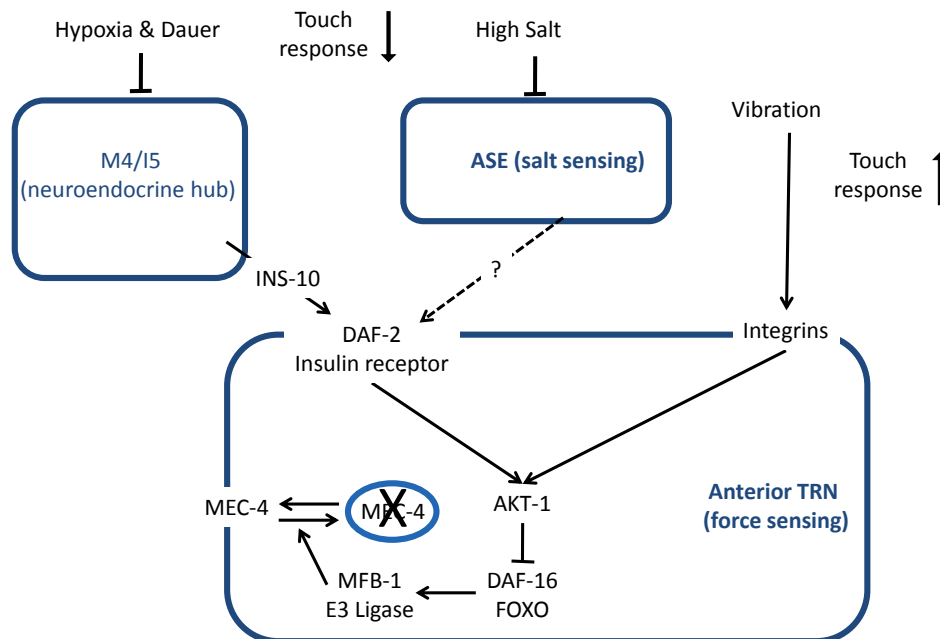 Hypoxia & Dauer
Touch
response
High Salt
M4/I5
(neuroendocrine hub)
ASE (salt sensing)
Vibration
Touch
response
?
INS-10
DAF-2
Insulin receptor
Integrins
MEC-4
MEC-4
X
AKT-1
Anterior TRN
(force sensing)
MFB-1
E3 Ligase
DAF-16
FOXO